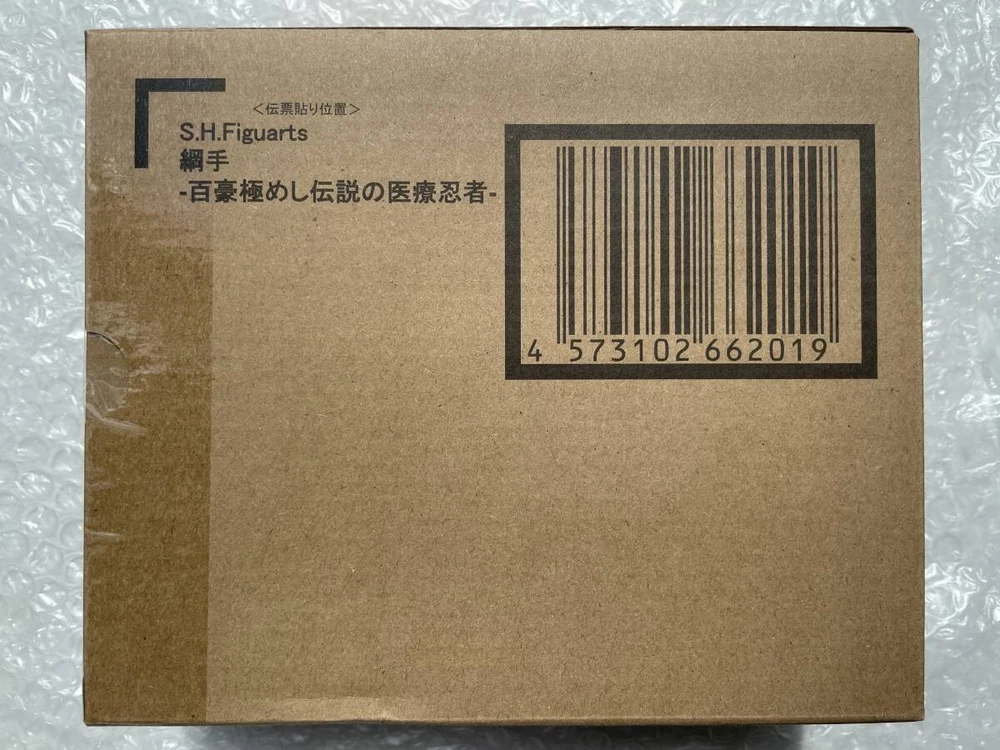 ＜伝票貼り位置＞
S.H.Figuarts
綱手
-百豪極めし伝説の医療忍者-
4 573102 662019